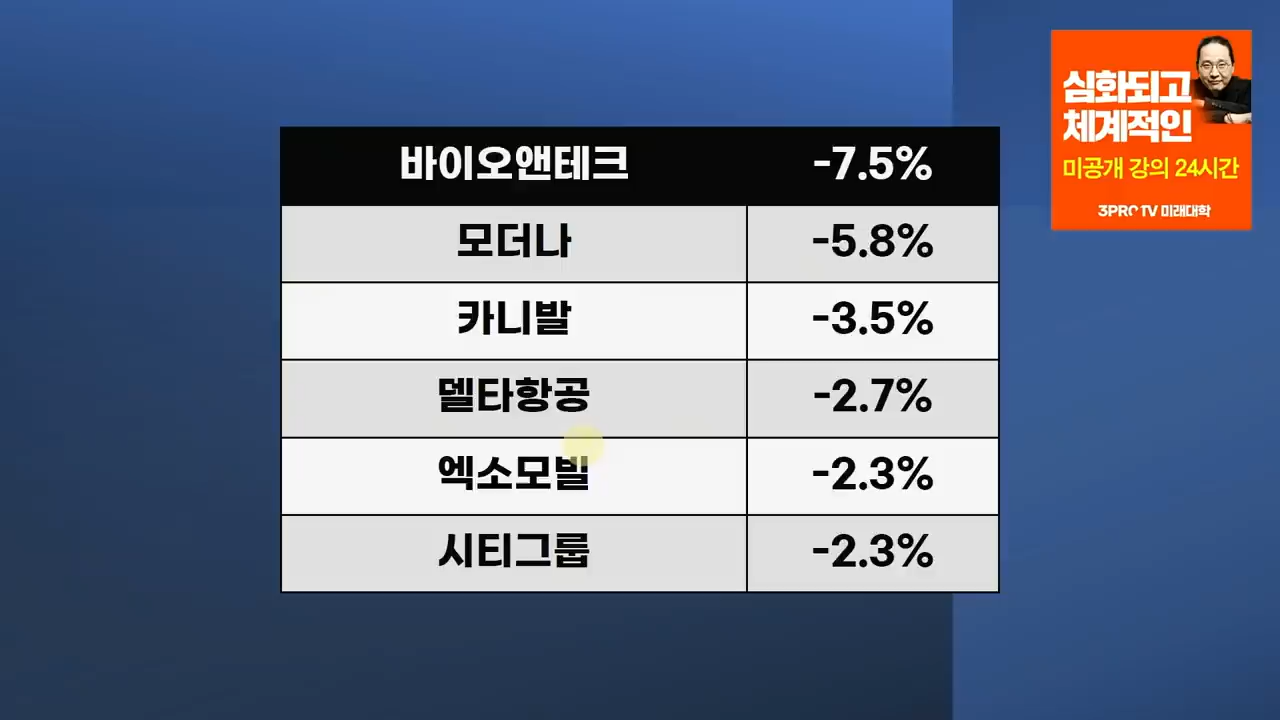 바이오앤테크 -7.5%
모더나 -5.8%
카니발 -3.5%
델타항공 -2.7%
엑소모빌 -2.3%
시티그룹 -2.3%
심화되고
체계적인
미공개 강의 24시간
3PRO TV 미래대학